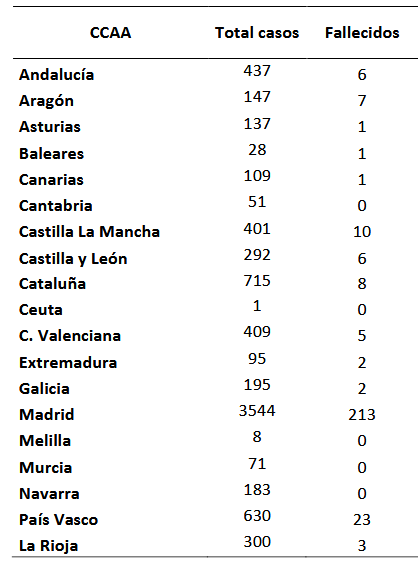 CCAA Total casos Fallecidos
Andalucía 437 6
Aragón 147 7
Asturias 137 1
Baleares 28 1
Canarias 109 1
Cantabria 51 0
Castilla La Mancha 401 10
Castilla y León 292 6
Cataluña 715 8
Ceuta 1 0
C. Valenciana 409 5
Extremadura 95 2
Galicia 195 2
Madrid 3544 213
Melilla 8 0
Murcia 71 0
Navarra 183 0
País Vasco 630 23
La Rioja 300 3